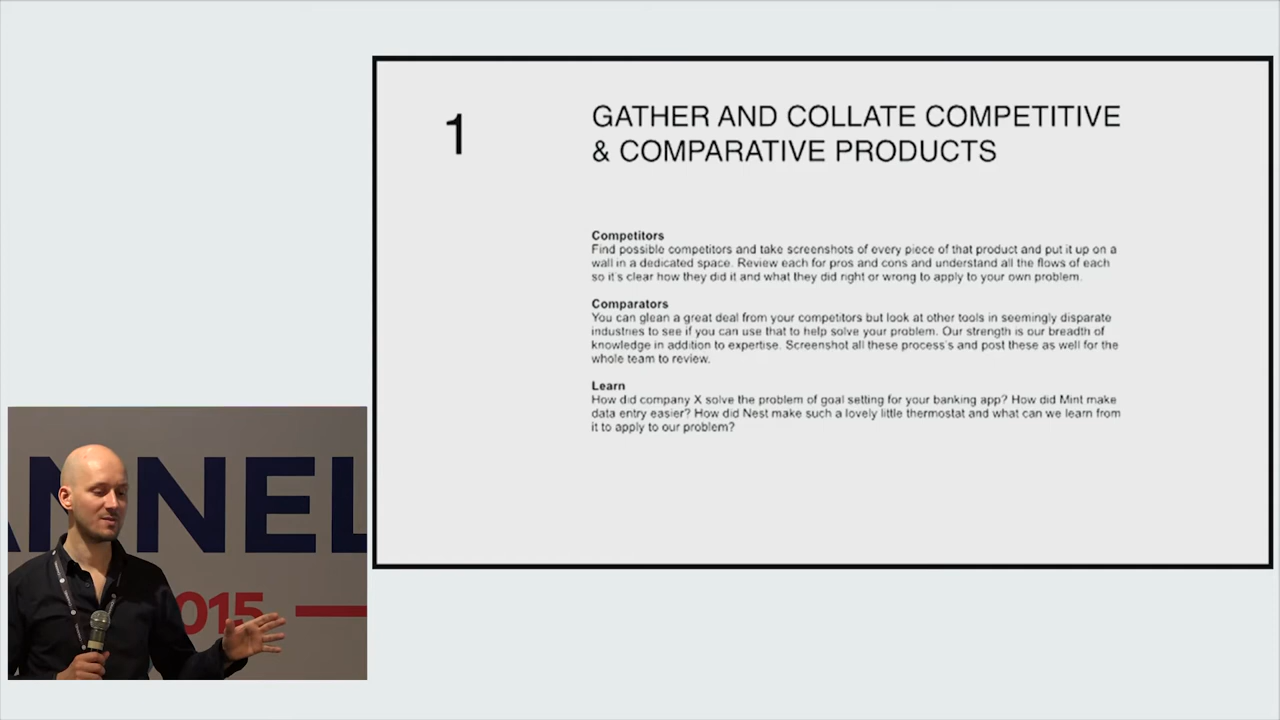 1
GATHER AND COLLATE COMPETITIVE
& COMPARATIVE PRODUCTS
Competitors
Find possible competitors and take screenshots of every piece of that product and put it up on a
wall in a dedicated space. Review each for pros and cons and understand all the flows of each
so it's clear how they did it and what they did right or wrong to apply to your own problem.
Comparators
You can glean a great deal from your competitors but look at other tools in seemingly disparate
industries to see if you can use that to help solve your problem. Our strength is our breadth of
knowledge in addition to expertise. Screenshot all these process's and post these as well for the
whole team to review.
Learn
How did company X solve the problem of goal setting for your banking app? How did Mint make
data entry easier? How did Nest make such a lovely little thermostat and what can we learn from
it to apply to our problem?
ANNEL
015